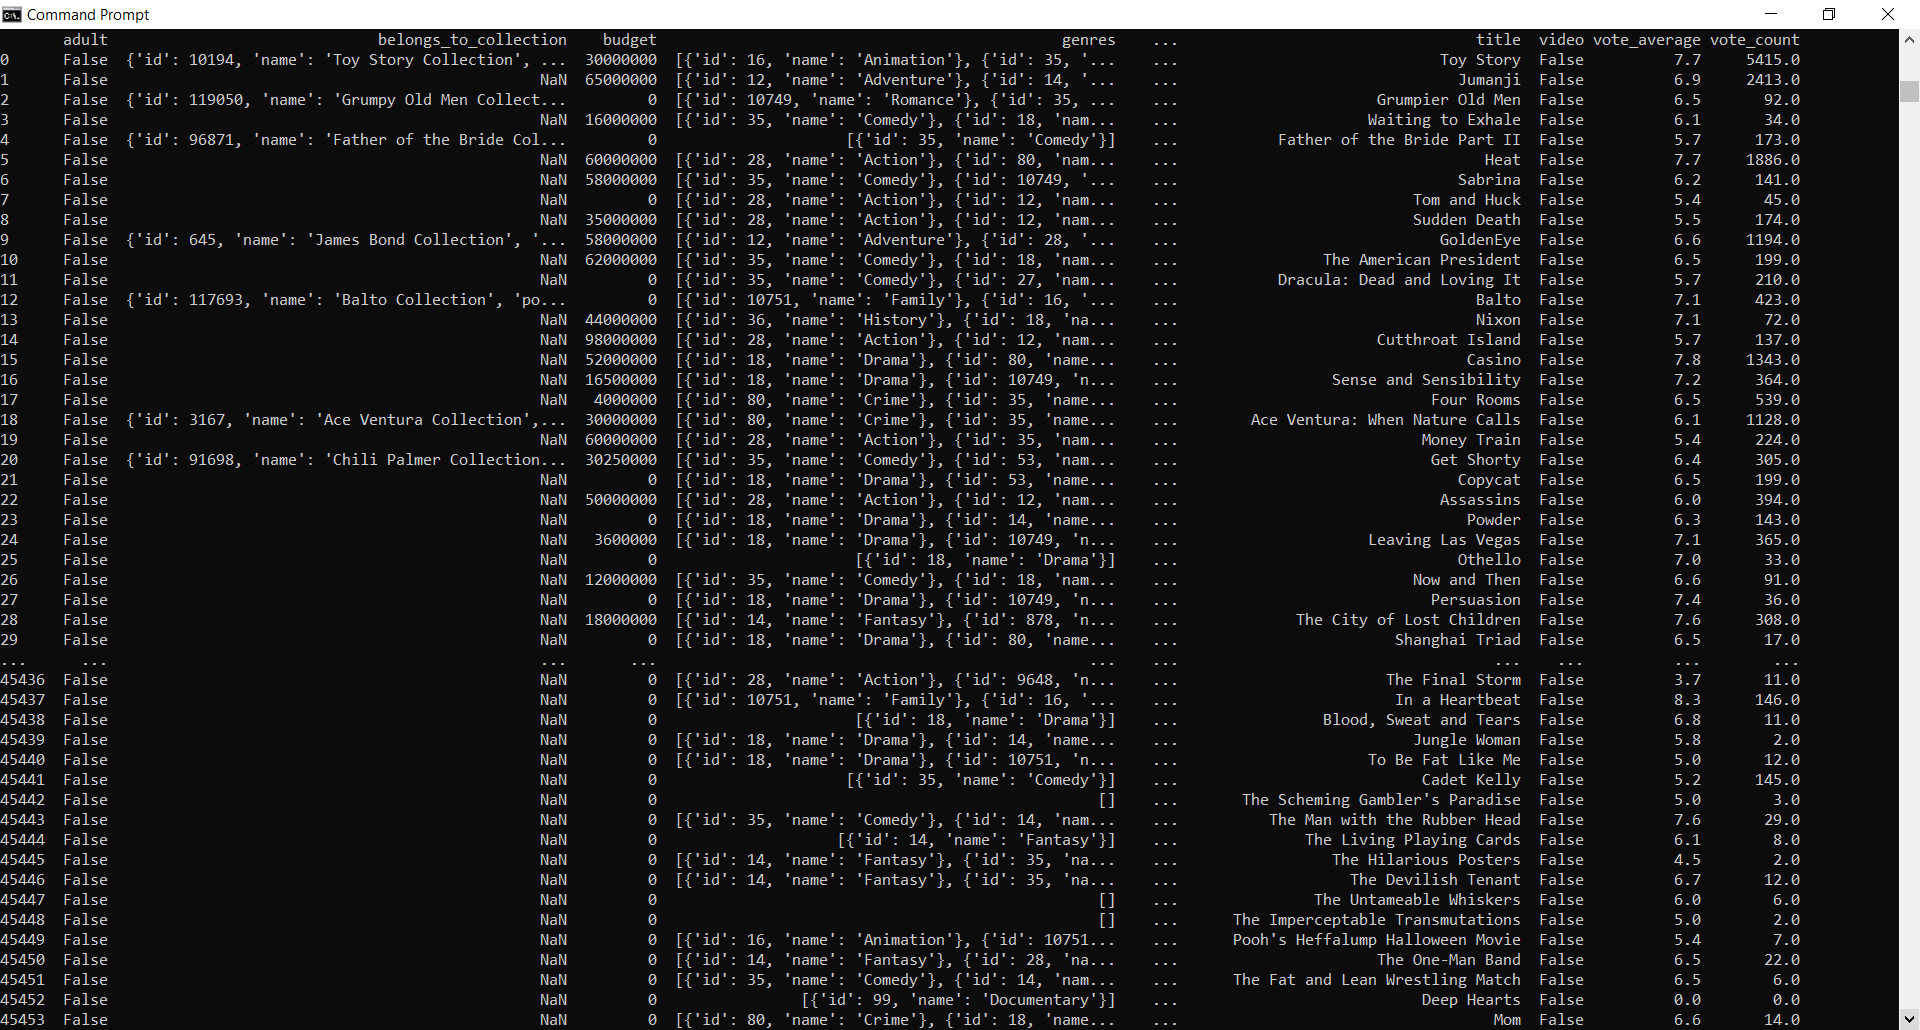 Command Prompt
adult belongs_to_collection budget genres ... title video vote_average vote_count
0 False {'id': 10194, 'name': 'Toy Story Collection', ... 30000000 [{'id': 16, 'name': 'Animation'}, {'id': 35, '... ... Toy Story False 7.7 5415.0
1 False NaN 65000000 [{'id': 12, 'name': 'Adventure'}, {'id': 14, '... ... Jumanji False 6.9 2413.0
2 False {'id': 119050, 'name': 'Grumpy Old Men Collect... 0 [{'id': 10749, 'name': 'Romance'}, {'id': 35, ... ... Grumpier Old Men False 6.5 92.0
3 False NaN 16000000 [{'id': 35, 'name': 'Comedy'}, {'id': 18, 'nam... ... Waiting to Exhale False 6.1 34.0
4 False {'id': 96871, 'name': 'Father of the Bride Col... 0 [{'id': 35, 'name': 'Comedy'}] ... Father of the Bride Part II False 5.7 173.0
5 False NaN 60000000 [{'id': 28, 'name': 'Action'}, {'id': 80, 'nam... ... Heat False 7.7 1886.0
6 False NaN 58000000 [{'id': 35, 'name': 'Comedy'}, {'id': 10749, '... ... Sabrina False 6.2 141.0
7 False NaN 0 [{'id': 28, 'name': 'Action'}, {'id': 12, 'nam... ... Tom and Huck False 5.4 45.0
8 False NaN 35000000 [{'id': 28, 'name': 'Action'}, {'id': 12, 'nam... ... Sudden Death False 5.5 174.0
9 False {'id': 645, 'name': 'James Bond Collection', '... 58000000 [{'id': 12, 'name': 'Adventure'}, {'id': 28, '... ... GoldenEye False 6.6 1194.0
10 False NaN 62000000 [{'id': 35, 'name': 'Comedy'}, {'id': 18, 'nam... ... The American President False 6.5 199.0
11 False NaN 0 [{'id': 35, 'name': 'Comedy'}, {'id': 27, 'nam... ... Dracula: Dead and Loving It False 5.7 210.0
12 False {'id': 117693, 'name': 'Balto Collection', 'po... 0 [{'id': 10751, 'name': 'Family'}, {'id': 16, '... ... Balto False 7.1 423.0
13 False NaN 44000000 [{'id': 36, 'name': 'History'}, {'id': 18, 'na... ... Nixon False 7.1 72.0
14 False NaN 98000000 [{'id': 28, 'name': 'Action'}, {'id': 12, 'nam... ... Cutthroat Island False 5.7 137.0
15 False NaN 52000000 [{'id': 18, 'name': 'Drama'}, {'id': 80, 'name... ... Casino False 7.8 1343.0
16 False NaN 16500000 [{'id': 18, 'name': 'Drama'}, {'id': 10749, 'n... ... Sense and Sensibility False 7.2 364.0
17 False NaN 4000000 [{'id': 80, 'name': 'Crime'}, {'id': 35, 'name... ... Four Rooms False 6.5 539.0
18 False {'id': 3167, 'name': 'Ace Ventura Collection',... 30000000 [{'id': 80, 'name': 'Crime'}, {'id': 35, 'name... ... Ace Ventura: When Nature Calls False 6.1 1128.0
19 False NaN 60000000 [{'id': 28, 'name': 'Action'}, {'id': 35, 'nam... ... Money Train False 5.4 224.0
20 False {'id': 91698, 'name': 'Chili Palmer Collection... 30250000 [{'id': 35, 'name': 'Comedy'}, {'id': 53, 'nam... ... Get Shorty False 6.4 305.0
21 False NaN 0 [{'id': 18, 'name': 'Drama'}, {'id': 53, 'name... ... Copycat False 6.5 199.0
22 False NaN 50000000 [{'id': 28, 'name': 'Action'}, {'id': 12, 'nam... ... Assassins False 6.0 394.0
23 False NaN 0 [{'id': 18, 'name': 'Drama'}, {'id': 14, 'name... ... Powder False 6.3 143.0
24 False NaN 3600000 [{'id': 18, 'name': 'Drama'}, {'id': 10749, 'n... ... Leaving Las Vegas False 7.1 365.0
25 False NaN 0 [{'id': 18, 'name': 'Drama'}] ... Othello False 7.0 33.0
26 False NaN 12000000 [{'id': 35, 'name': 'Comedy'}, {'id': 18, 'nam... ... Now and Then False 6.6 91.0
27 False NaN 0 [{'id': 18, 'name': 'Drama'}, {'id': 10749, 'n... ... Persuasion False 7.4 36.0
28 False NaN 18000000 [{'id': 14, 'name': 'Fantasy'}, {'id': 878, 'n... ... The City of Lost Children False 7.6 308.0
29 False NaN 0 [{'id': 18, 'name': 'Drama'}, {'id': 80, 'name... ... Shanghai Triad False 6.5 17.0
... ... ... ... ... ... ... ... ... ...
45436 False NaN 0 [{'id': 28, 'name': 'Action'}, {'id': 9648, 'n... ... The Final Storm False 3.7 11.0
45437 False NaN 0 [{'id': 10751, 'name': 'Family'}, {'id': 16, '... ... In a Heartbeat False 8.3 146.0
45438 False NaN 0 [{'id': 18, 'name': 'Drama'}] ... Blood, Sweat and Tears False 6.8 11.0
45439 False NaN 0 [{'id': 18, 'name': 'Drama'}, {'id': 14, 'name... ... Jungle Woman False 5.8 2.0
45440 False NaN 0 [{'id': 18, 'name': 'Drama'}, {'id': 10751, 'n... ... To Be Fat Like Me False 5.0 12.0
45441 False NaN 0 [{'id': 35, 'name': 'Comedy'}] ... Cadet Kelly False 5.2 145.0
45442 False NaN 0 [] ... The Scheming Gambler's Paradise False 5.0 3.0
45443 False NaN 0 [{'id': 35, 'name': 'Comedy'}, {'id': 14, 'nam... ... The Man with the Rubber Head False 7.6 29.0
45444 False NaN 0 [{'id': 14, 'name': 'Fantasy'}] ... The Living Playing Cards False 6.1 8.0
45445 False NaN 0 [{'id': 14, 'name': 'Fantasy'}, {'id': 35, 'na... ... The Hilarious Posters False 4.5 2.0
45446 False NaN 0 [{'id': 14, 'name': 'Fantasy'}, {'id': 35, 'na... ... The Devilish Tenant False 6.7 12.0
45447 False NaN 0 [] ... The Untameable Whiskers False 6.0 6.0
45448 False NaN 0 [] ... The Imperceptable Transmutations False 5.0 2.0
45449 False NaN 0 [{'id': 16, 'name': 'Animation'}, {'id': 10751... ... Pooh's Heffalump Halloween Movie False 5.4 7.0
45450 False NaN 0 [{'id': 14, 'name': 'Fantasy'}, {'id': 28, 'na... ... The One-Man Band False 6.5 22.0
45451 False NaN 0 [{'id': 35, 'name': 'Comedy'}, {'id': 14, 'nam... ... The Fat and Lean Wrestling Match False 6.5 6.0
45452 False NaN 0 [{'id': 99, 'name': 'Documentary'}] ... Deep Hearts False 0.0 0.0
45453 False NaN 0 [{'id': 80, 'name': 'Crime'}, {'id': 18, 'name... ... Mom False 6.6 14.0